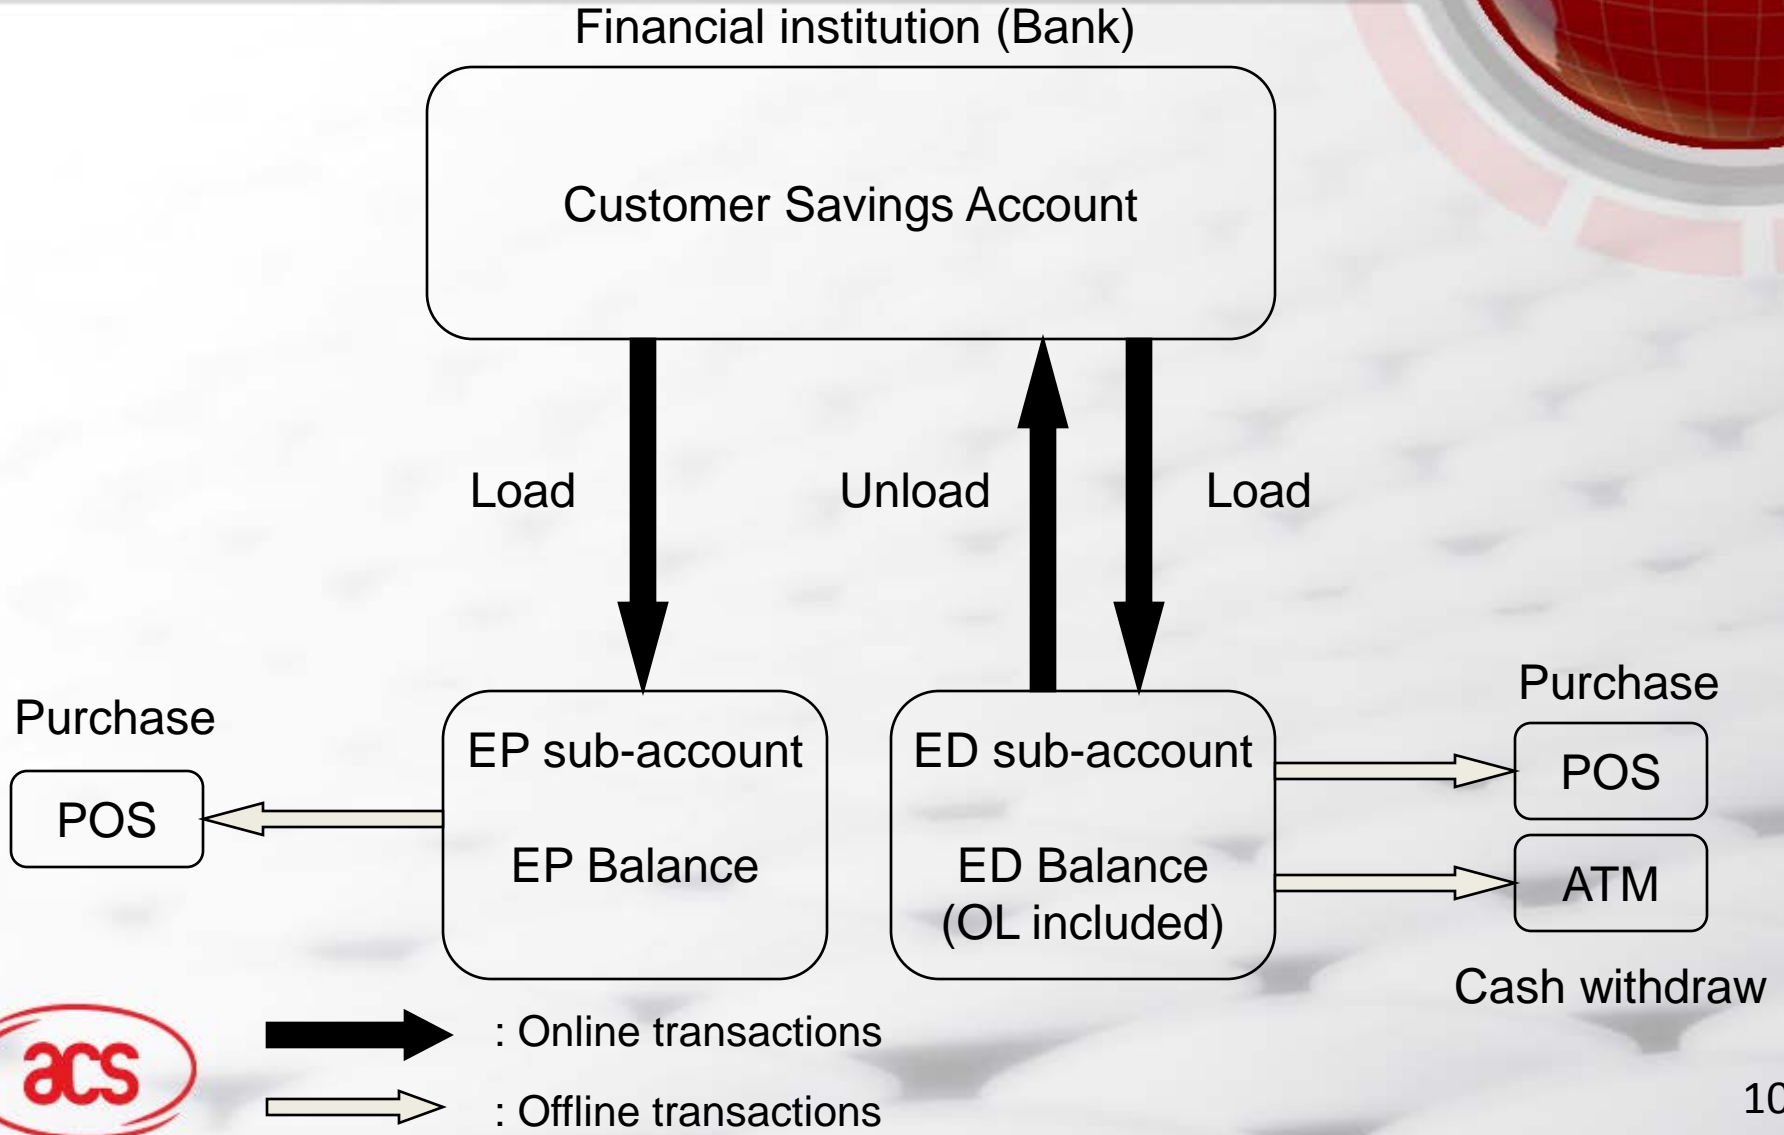 Financial institution (Bank)
Customer Savings Account
Load
Unload
Load
Purchase
POS
EP sub-account
EP Balance
ED sub-account
ED Balance
(OL included)
Purchase
POS
ATM
Cash withdraw
: Online transactions
: Offline transactions
acs
10